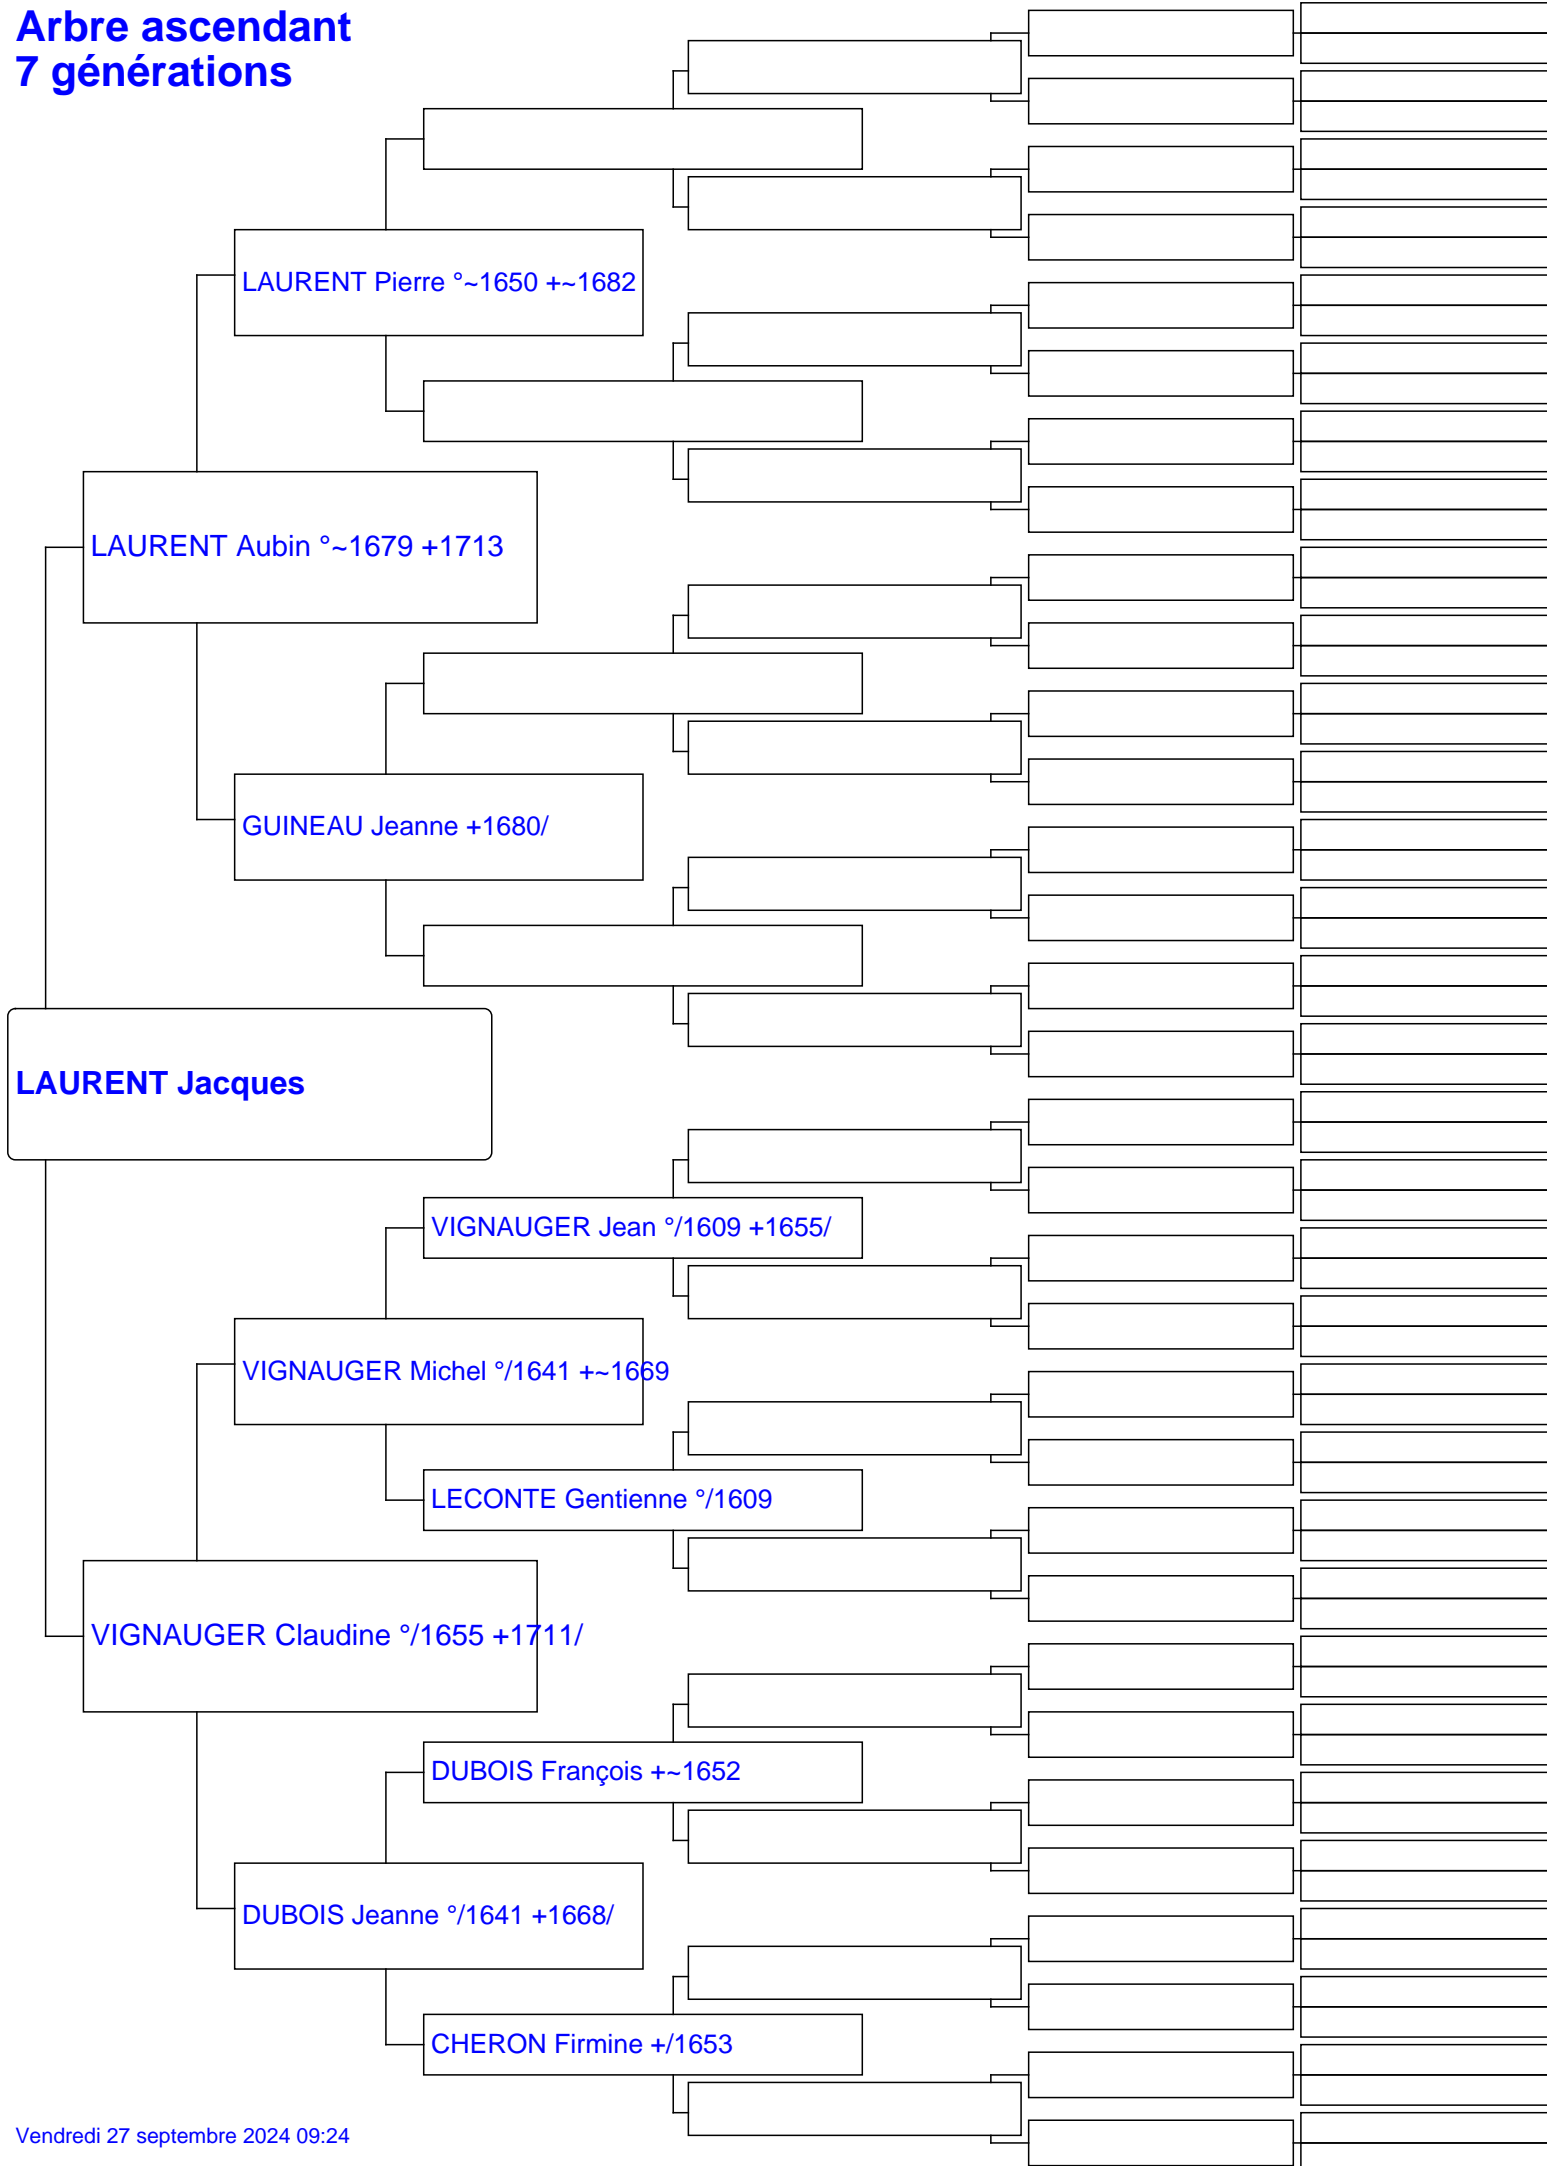 Arbre ascendant
7 générations
LAURENT Pierre °~1650 +~1682
LAURENT Aubin °~1679 +1713
GUINEAU Jeanne +1680/
LAURENT Jacques
VIGNAUGER Jean °/1609 +1655/
VIGNAUGER Michel °/1641 +~1669
LECONTE Gentienne °/1609
VIGNAUGER Claudine °/1655 +1711/
DUBOIS François +~1652
DUBOIS Jeanne °/1641 +1668/
CHERON Firmine +/1653
Vendredi 27 septembre 2024 09:24